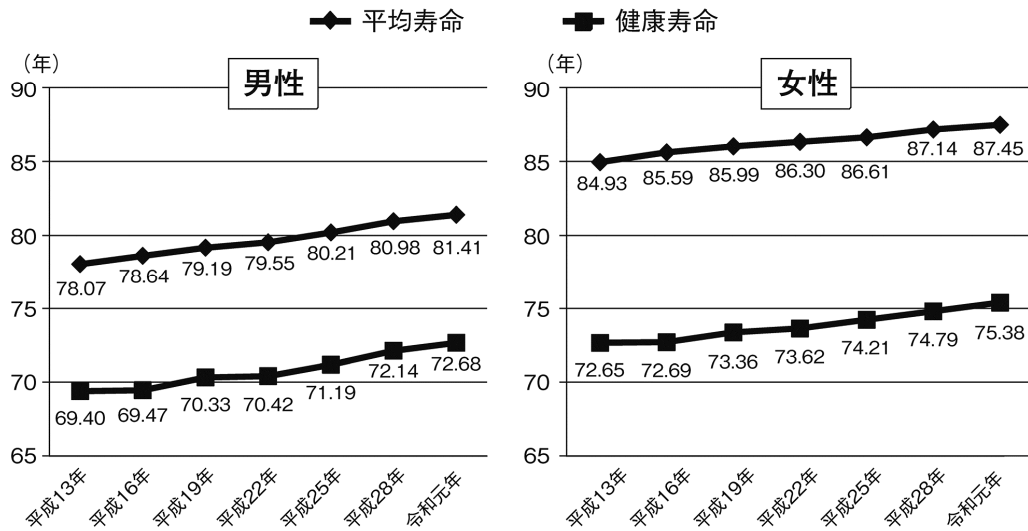 平均寿命 健康寿命
(年)
男性
90
85
80
75
70
65
78.07 78.64 79.19 79.55 80.21 80.98 81.41
69.40 69.47 70.33 70.42 71.19 72.14 72.68
平成13年 平成16年 平成19年 平成22年 平成25年 平成28年 令和元年
(年)
女性
90
85
80
75
70
65
84.93 85.59 85.99 86.30 86.61 87.14 87.45
72.65 72.69 73.36 73.62 74.21 74.79 75.38
平成13年 平成16年 平成19年 平成22年 平成25年 平成28年 令和元年